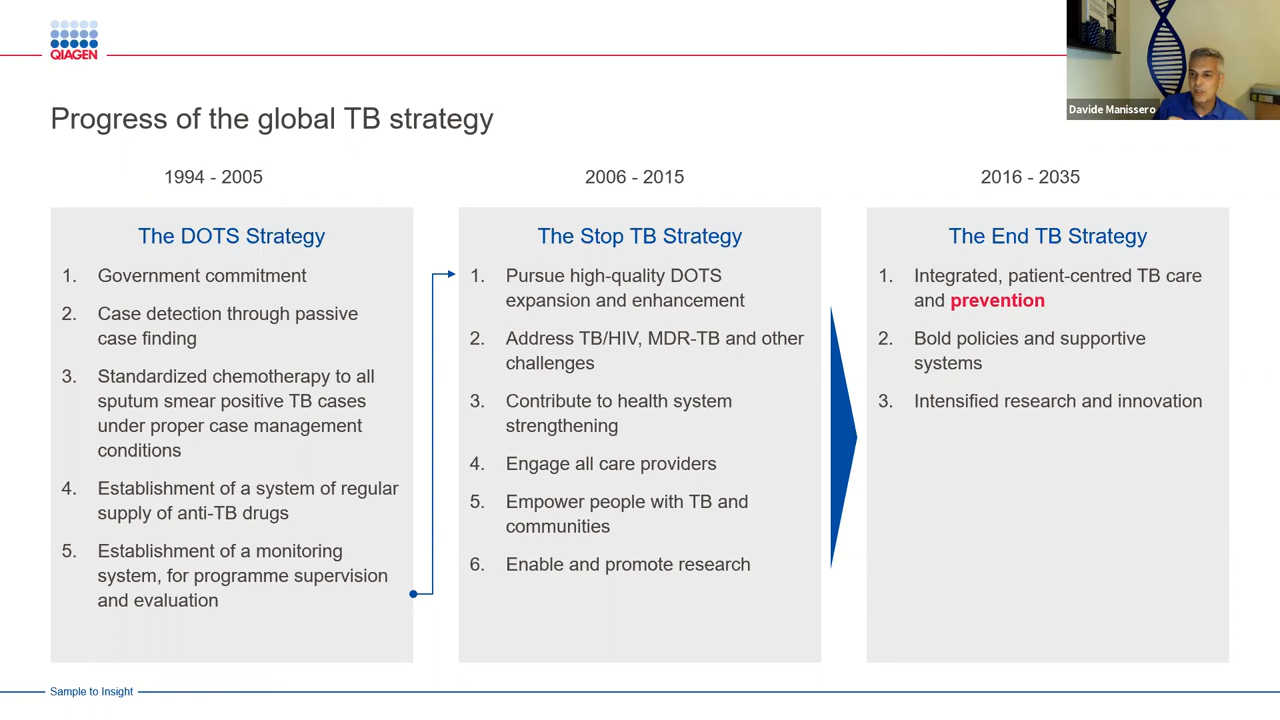 QIAGEN
Davide Manissero
Progress of the global TB strategy
1994 - 2005
The DOTS Strategy
1. Government commitment
2. Case detection through passive
case finding
3. Standardized chemotherapy to all
sputum smear positive TB cases
under proper case management
conditions
4. Establishment of a system of regular
supply of anti-TB drugs
5. Establishment of a monitoring
system, for programme supervision
and evaluation
2006 - 2015
The Stop TB Strategy
1. Pursue high-quality DOTS
expansion and enhancement
2. Address TB/HIV, MDR-TB and other
challenges
3. Contribute to health system
strengthening
4. Engage all care providers
5. Empower people with TB and
communities
6. Enable and promote research
2016 - 2035
The End TB Strategy
1. Integrated, patient-centred TB care
and prevention
2. Bold policies and supportive
systems
3. Intensified research and innovation
Sample to Insight